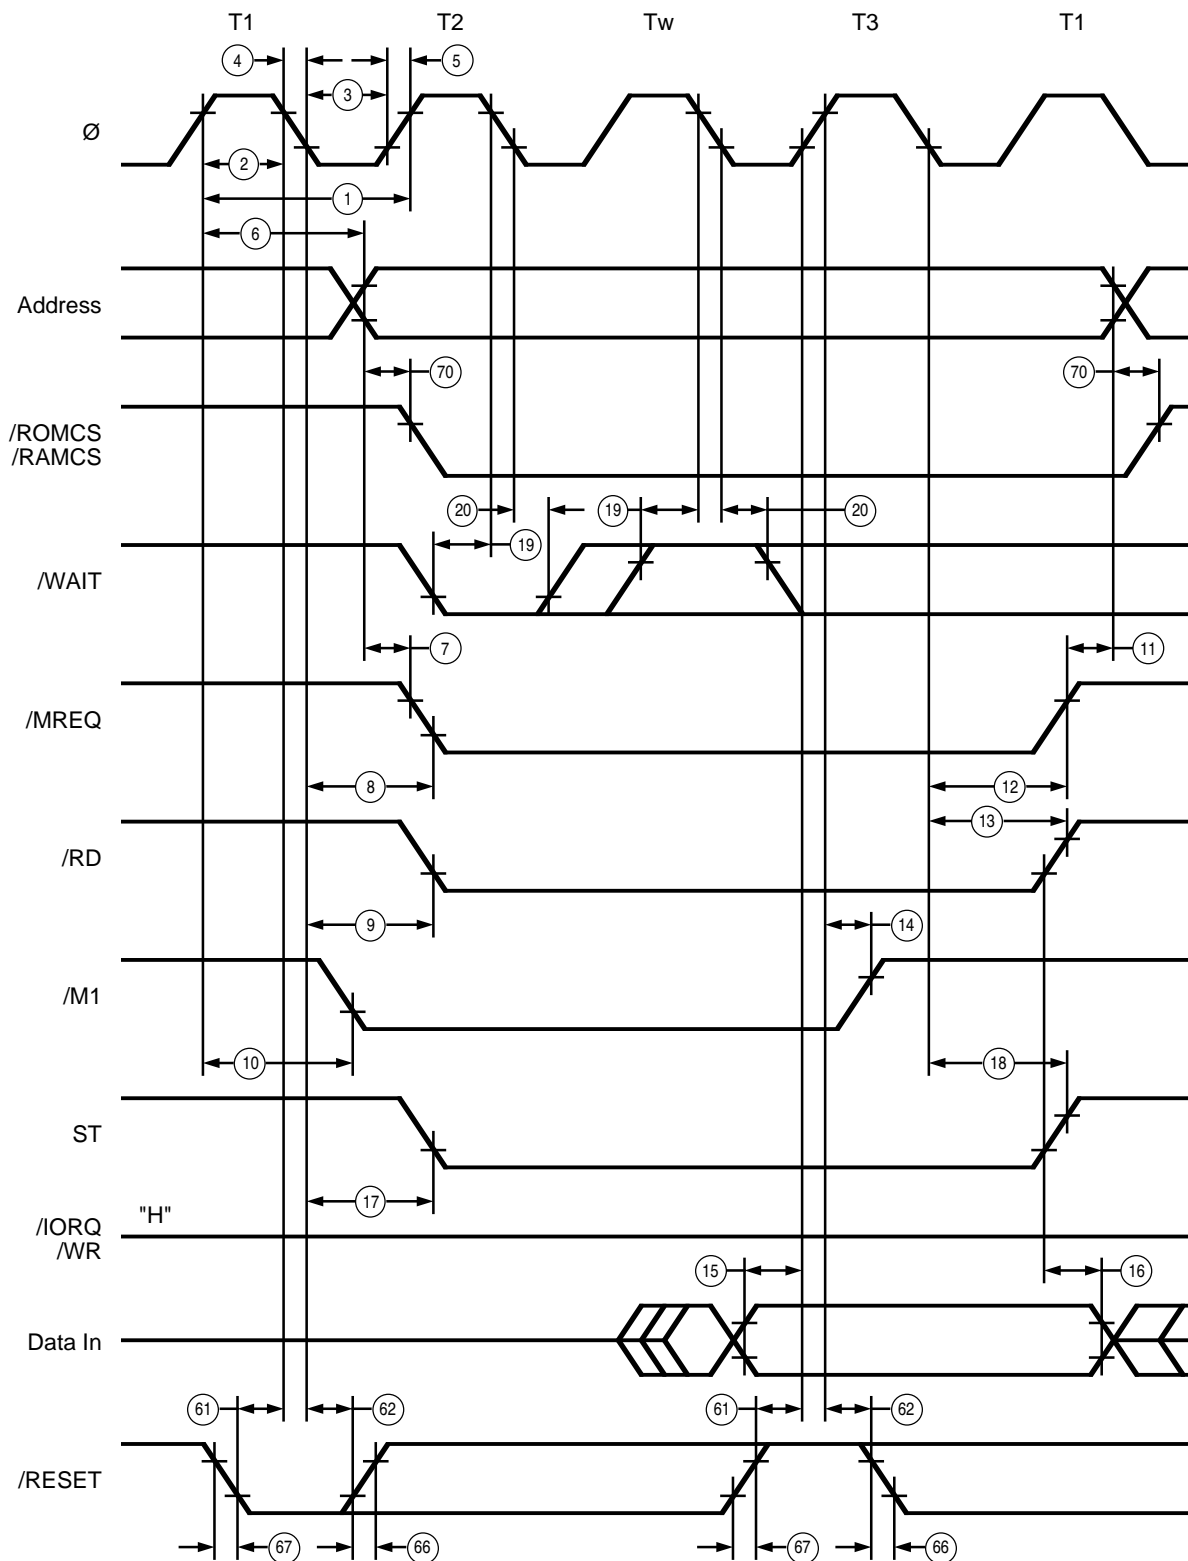 T1 T2 Tw T3 T1
4 5
3
Ø
2
1
6
Address
70 70
/ROMCS
/RAMCS
20 19 20
19
/WAIT
7 11
/MREQ
8 12
13
/RD
9 14
/M1
10 18
ST
17
"H"
/IORQ
/WR
15 16
Data In
61 62 61 62
/RESET
67 66 67 66